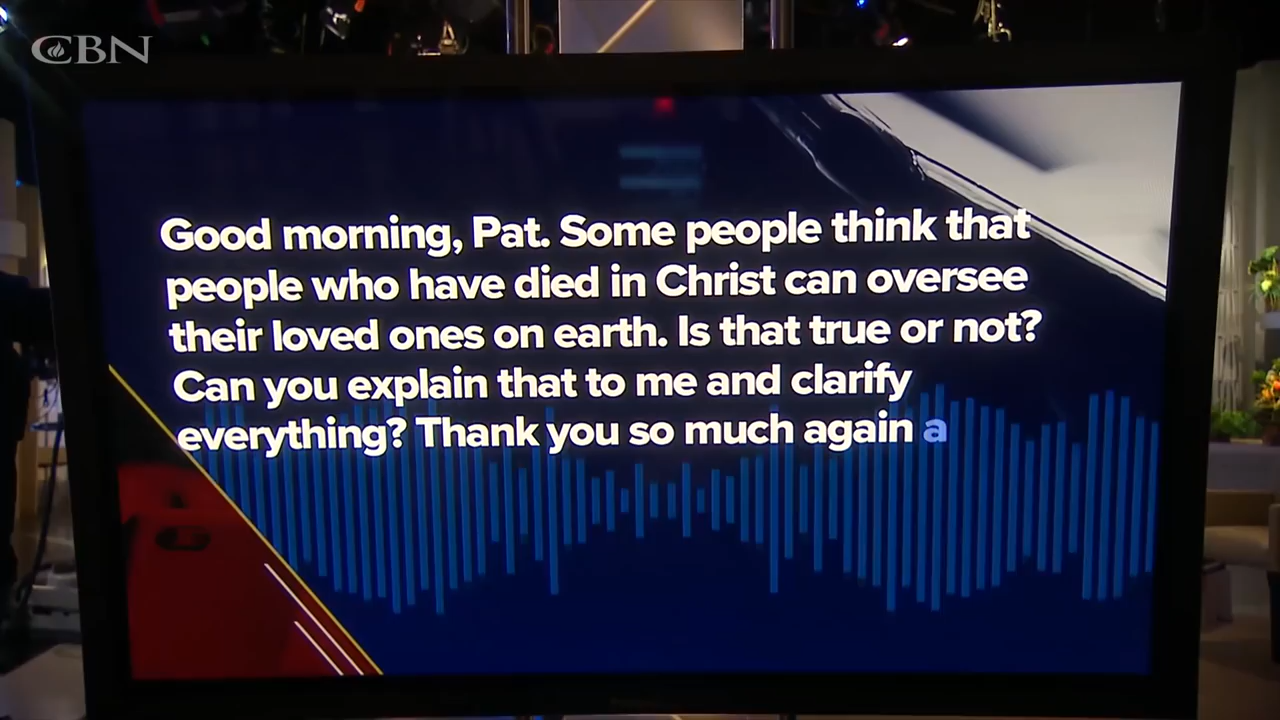 CBN
Good morning, Pat. Some people think that
people who have died in Christ can oversee
their loved ones on earth. Is that true or not?
Can you explain that to me and clarify
everything? Thank you so much again a